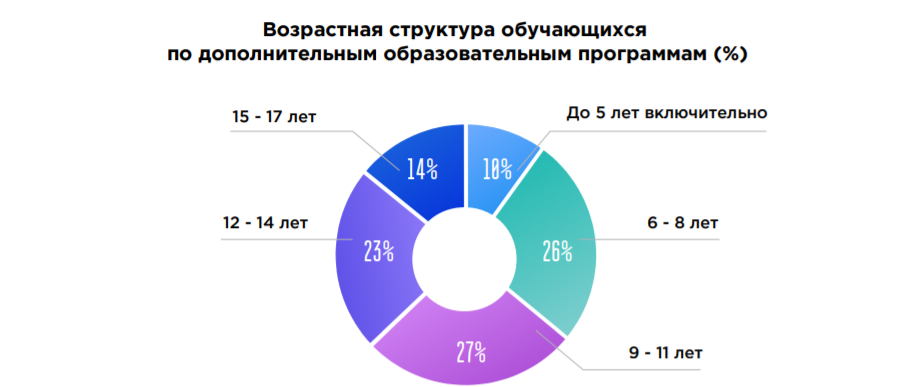 Возрастная структура обучающихся
по дополнительным образовательным программам (%)
15 - 17 лет
До 5 лет включительно
14%
10%
12 - 14 лет
6 - 8 лет
23%
26%
27%
9 - 11 лет